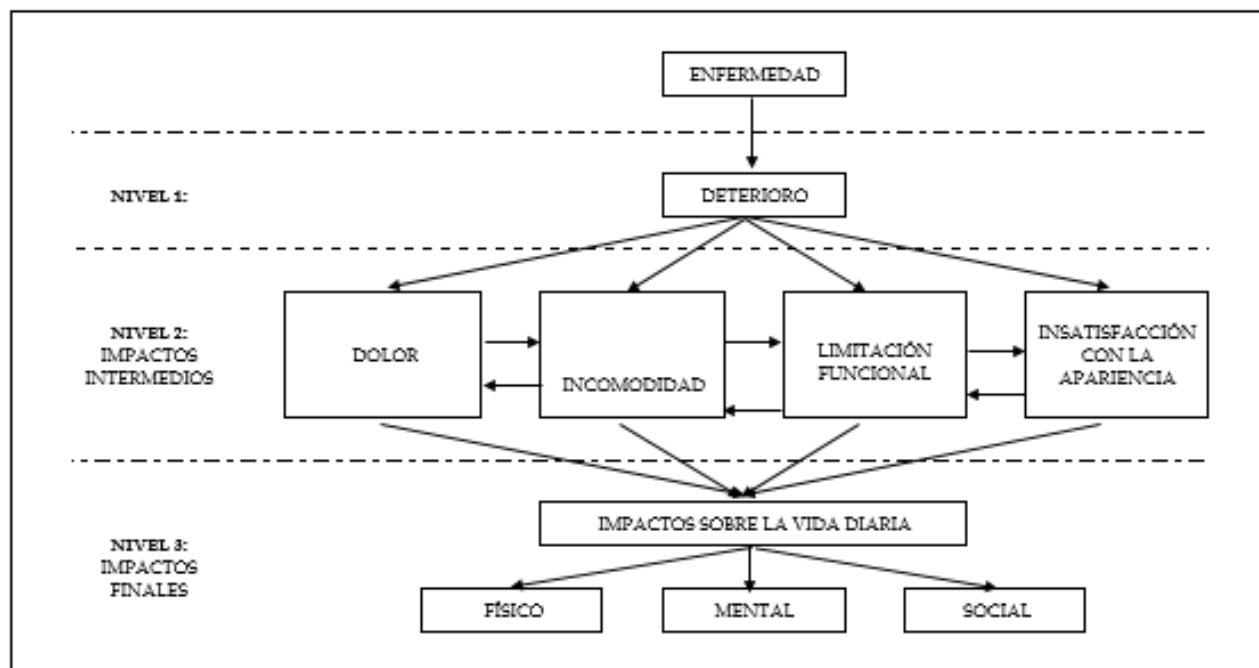 ENFERMEDAD
NIVEL 1:
DETERIORO
NIVEL 2:
IMPACTOS
INTERMEDIOS
DOLOR
INCOMODIDAD
LIMITACIÓN
FUNCIONAL
INSATISFACCIÓN
CON LA
APARIENCIA
NIVEL 3:
IMPACTOS
FINALES
IMPACTOS SOBRE LA VIDA DIARIA
FÍSICO
MENTAL
SOCIAL